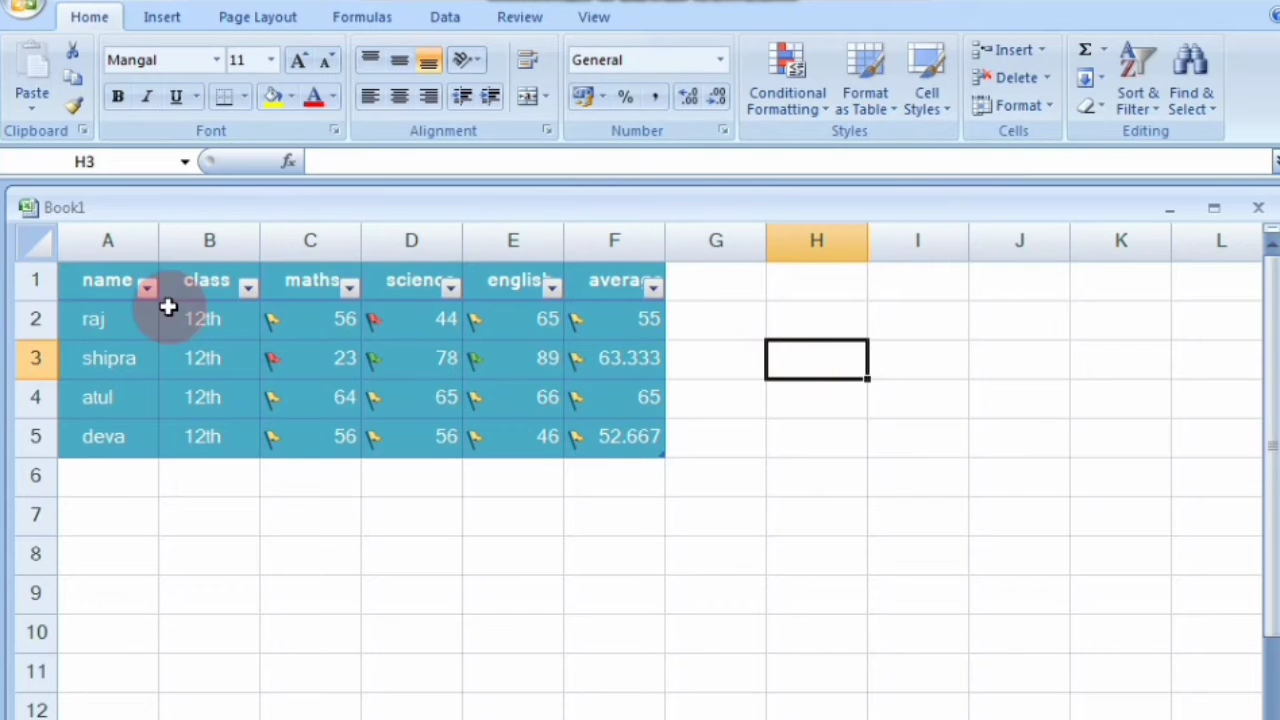 Home Insert Page Layout Formulas Data Review View
Mangal 11 General Insert
Paste B I U % , Conditional Formatting Format as Table Cell Styles Delete Sort & Filter Find & Select
Format
Clipboard Font Alignment Number Styles Cells Editing
H3 fx
Book1
A B C D E F G H I J K L
1 name class maths scienc englis avera
2 raj 12th 56 44 65 55
3 shipra 12th 23 78 89 63.333
4 atul 12th 64 65 66 65
5 deva 12th 56 56 46 52.667
6
7
8
9
10
11
12